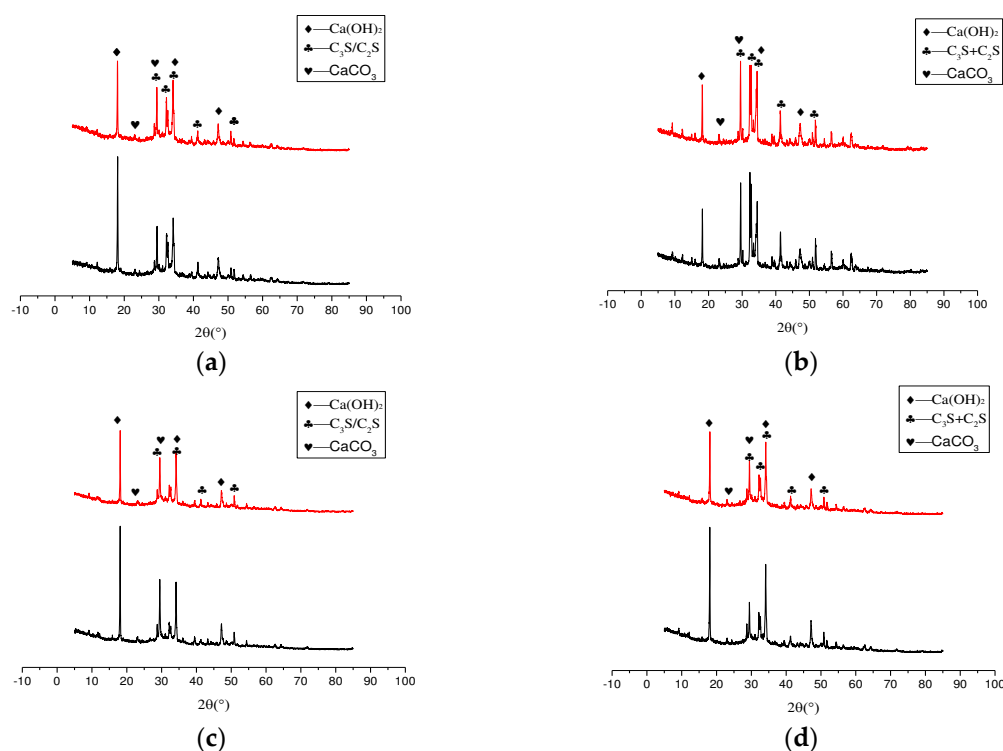 ♦—Ca(OH)₂
♣—C₃S/C₂S
♥—CaCO₃
-10 0 10 20 30 40 50 60 70 80 90 100
2θ(°)
(a)
♦—Ca(OH)₂
♣—C₃S+C₂S
♥—CaCO₃
-10 0 10 20 30 40 50 60 70 80 90 100
2θ(°)
(b)
♦—Ca(OH)₂
♣—C₃S/C₂S
♥—CaCO₃
-10 0 10 20 30 40 50 60 70 80 90 100
2θ(°)
(c)
♦—Ca(OH)₂
♣—C₃S+C₂S
♥—CaCO₃
-10 0 10 20 30 40 50 60 70 80 90 100
2θ(°)
(d)